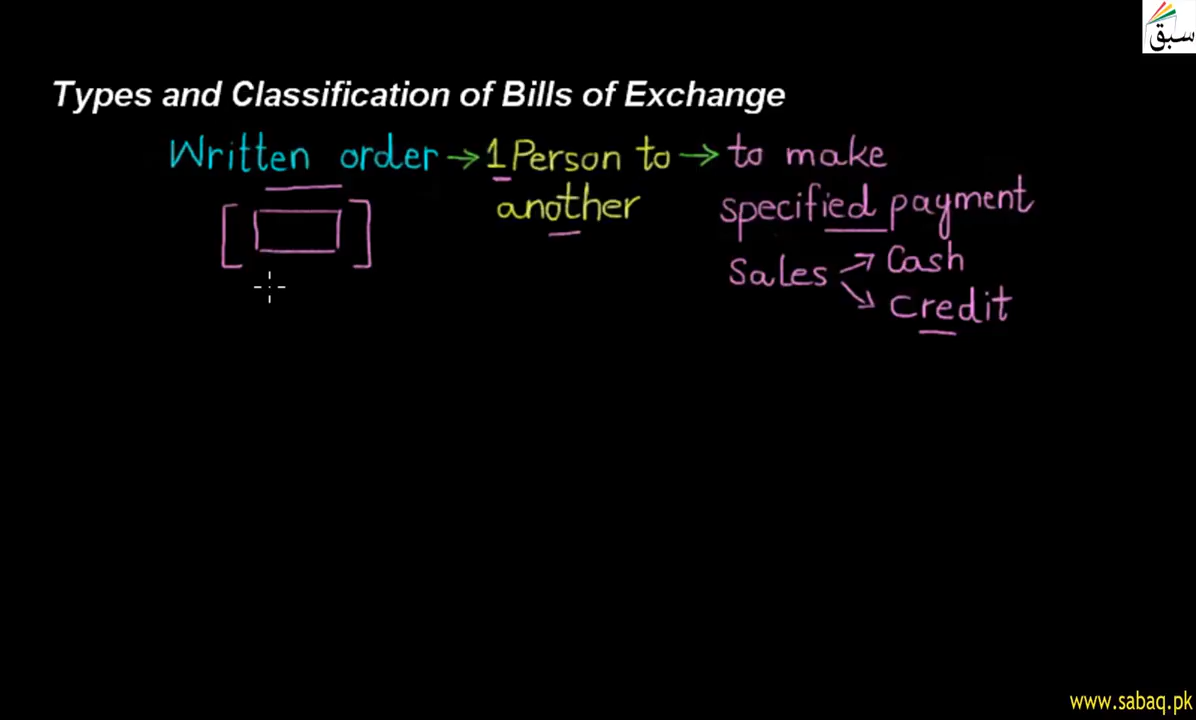 سبق
Types and Classification of Bills of Exchange
Written order → 1 Person to → to make
another specified payment
Sales ↗ Cash
↘ Credit
www.sabaq.pk